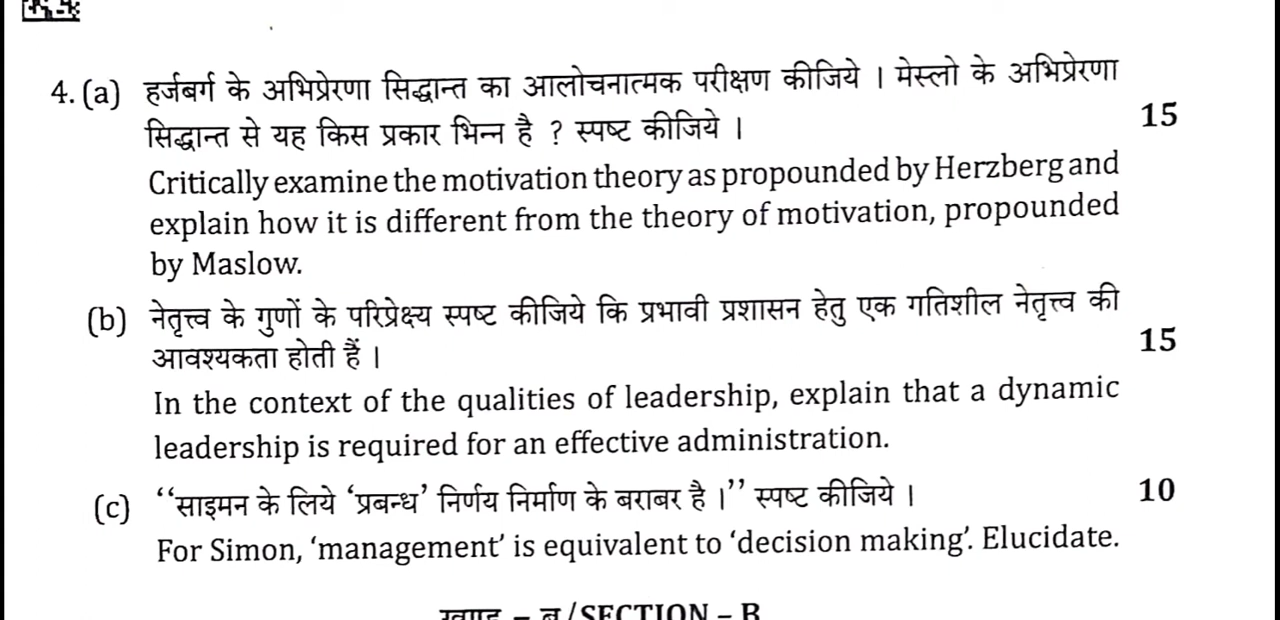 4. (a) हर्जबर्ग के अभिप्रेरणा सिद्धान्त का आलोचनात्मक परीक्षण कीजिये । मेस्लो के अभिप्रेरणा
सिद्धान्त से यह किस प्रकार भिन्न है ? स्पष्ट कीजिये ।
15
Critically examine the motivation theory as propounded by Herzberg and
explain how it is different from the theory of motivation, propounded
by Maslow.
(b) नेतृत्त्व के गुणों के परिप्रेक्ष्य स्पष्ट कीजिये कि प्रभावी प्रशासन हेतु एक गतिशील नेतृत्त्व की
आवश्यकता होती हैं ।
15
In the context of the qualities of leadership, explain that a dynamic
leadership is required for an effective administration.
(c) ‘‘साइमन के लिये ‘प्रबन्ध’ निर्णय निर्माण के बराबर है ।’’ स्पष्ट कीजिये ।
10
For Simon, ‘management’ is equivalent to ‘decision making’. Elucidate.
खण्ड – ब / SECTION – B